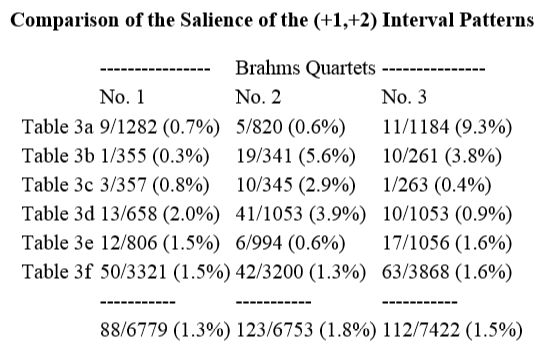 Comparison of the Salience of the (+1,+2) Interval Patterns
---------------- Brahms Quartets ---------------
No. 1 No. 2 No. 3
Table 3a 9/1282 (0.7%) 5/820 (0.6%) 11/1184 (9.3%)
Table 3b 1/355 (0.3%) 19/341 (5.6%) 10/261 (3.8%)
Table 3c 3/357 (0.8%) 10/345 (2.9%) 1/263 (0.4%)
Table 3d 13/658 (2.0%) 41/1053 (3.9%) 10/1053 (0.9%)
Table 3e 12/806 (1.5%) 6/994 (0.6%) 17/1056 (1.6%)
Table 3f 50/3321 (1.5%) 42/3200 (1.3%) 63/3868 (1.6%)
----------- ----------- -----------
88/6779 (1.3%) 123/6753 (1.8%) 112/7422 (1.5%)